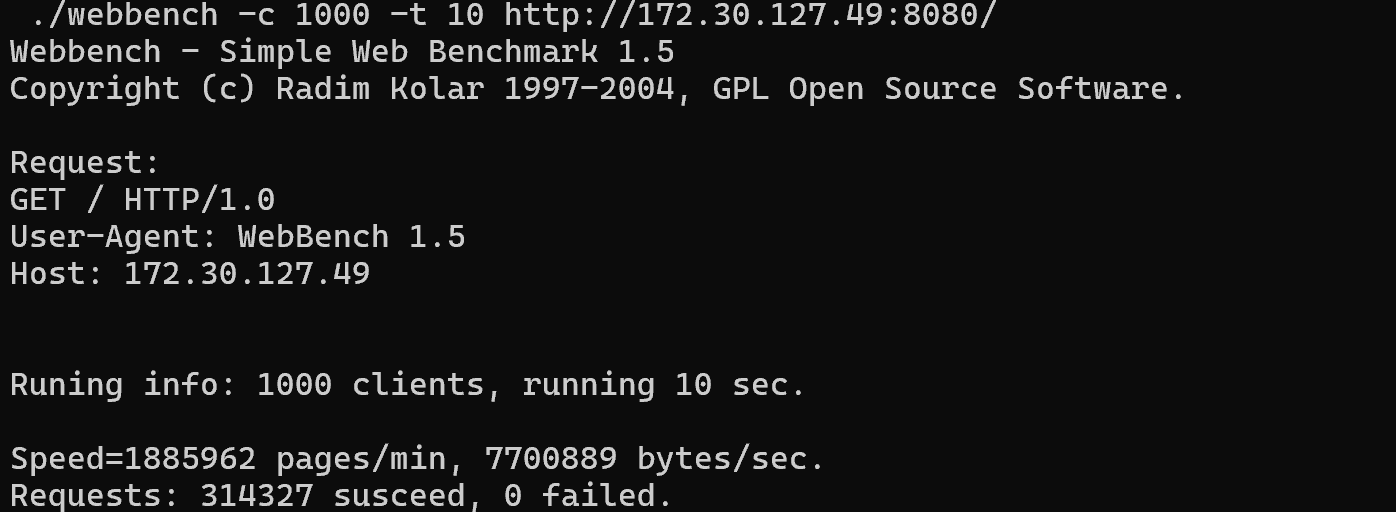 ./webbench -c 1000 -t 10 http://172.30.127.49:8080/
Webbench - Simple Web Benchmark 1.5
Copyright (c) Radim Kolar 1997-2004, GPL Open Source Software.
Request:
GET / HTTP/1.0
User-Agent: WebBench 1.5
Host: 172.30.127.49
Runing info: 1000 clients, running 10 sec.
Speed=1885962 pages/min, 7700889 bytes/sec.
Requests: 314327 susceed, 0 failed.